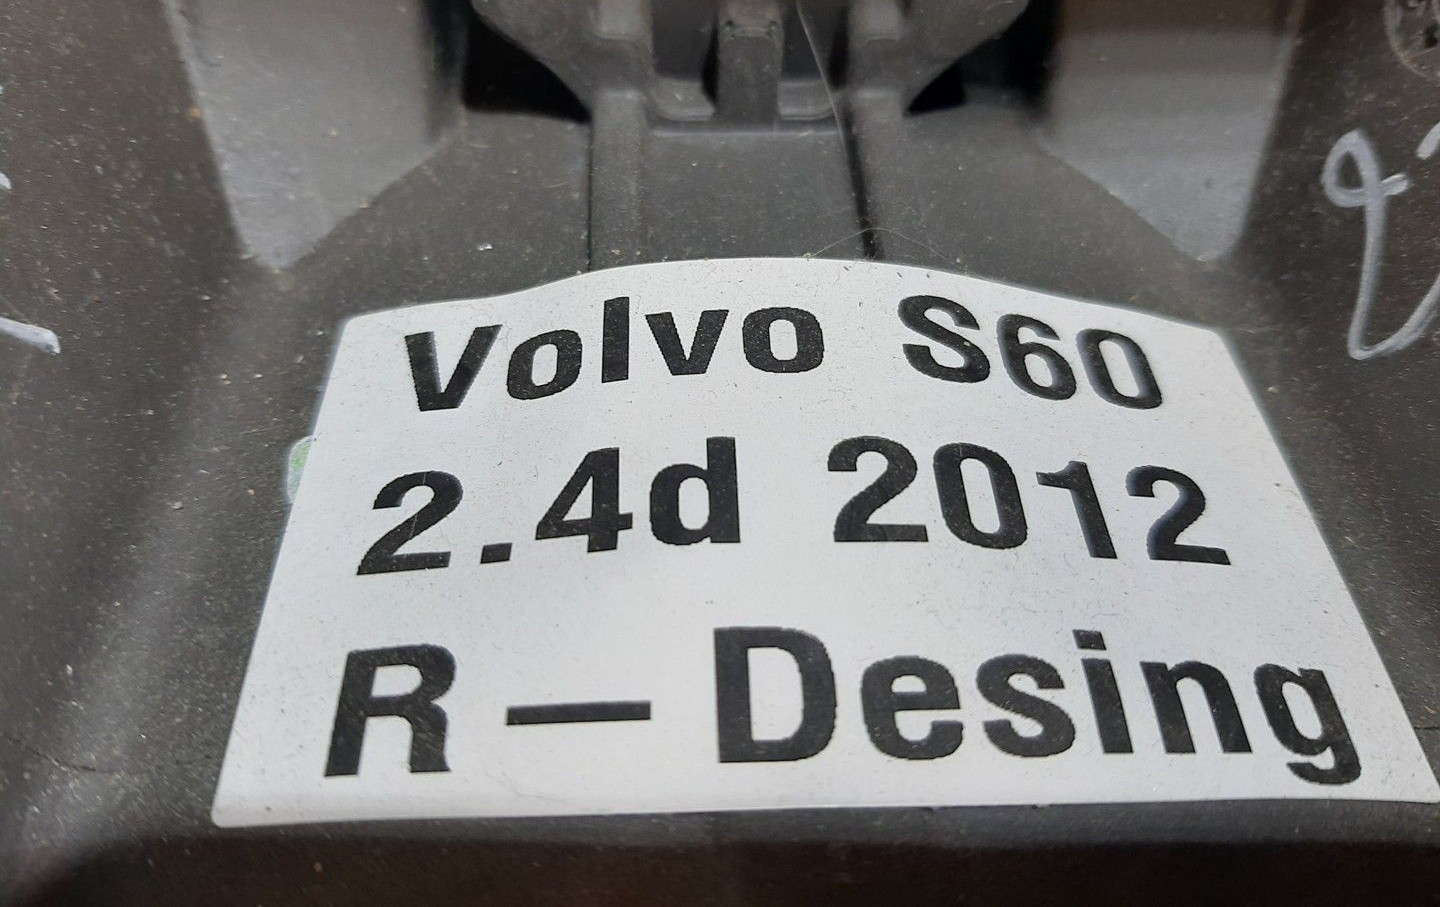 Volvo S60
2.4d 2012
R – Desing